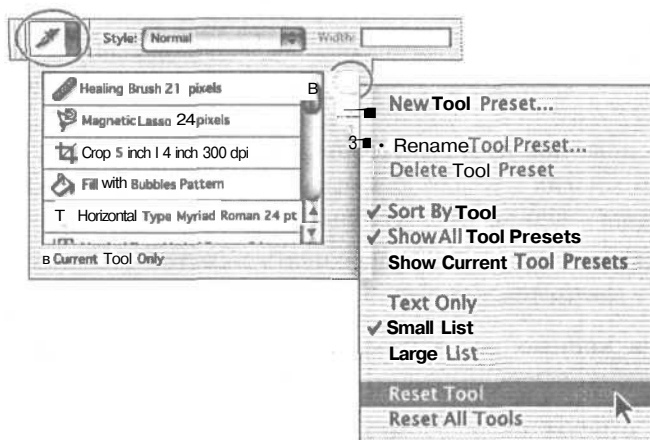 Style: Normal Width:
Healing Brush 21 pixels B
Magnetic Lasso 24 pixels
Crop 5 inch I 4 inch 300 dpi
Fill with Bubbles Pattern
T Horizontal Type Myriad Roman 24 pt
B Current Tool Only
New Tool Preset...
3 • Rename Tool Preset...
Delete Tool Preset
✓ Sort By Tool
✓ Show All Tool Presets
Show Current Tool Presets
Text Only
✓ Small List
Large List
Reset Tool
Reset All Tools